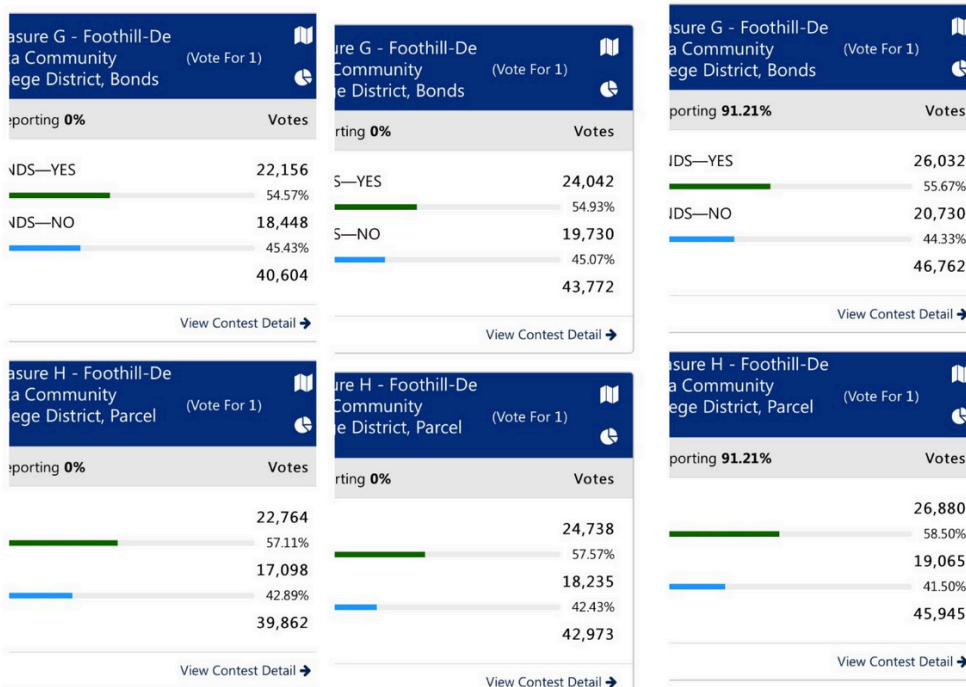 asure G - Foothill-De
ta Community (Vote For 1)
lege District, Bonds
eporting 0% Votes
NDS—YES 22,156
54.57%
NDS—NO 18,448
45.43%
40,604
View Contest Detail →
asure H - Foothill-De
ta Community (Vote For 1)
lege District, Parcel
eporting 0% Votes
22,764
57.11%
17,098
42.89%
39,862
View Contest Detail →
ure G - Foothill-De
Community (Vote For 1)
e District, Bonds
rting 0% Votes
S—YES 24,042
54.93%
S—NO 19,730
45.07%
43,772
View Contest Detail →
ure H - Foothill-De
Community (Vote For 1)
e District, Parcel
rting 0% Votes
24,738
57.57%
18,235
42.43%
42,973
View Contest Detail →
asure G - Foothill-De
a Community (Vote For 1)
ege District, Bonds
porting 91.21% Votes
NDS—YES 26,032
55.67%
NDS—NO 20,730
44.33%
46,762
View Contest Detail →
asure H - Foothill-De
a Community (Vote For 1)
ege District, Parcel
porting 91.21% Votes
26,880
58.50%
19,065
41.50%
45,945
View Contest Detail →